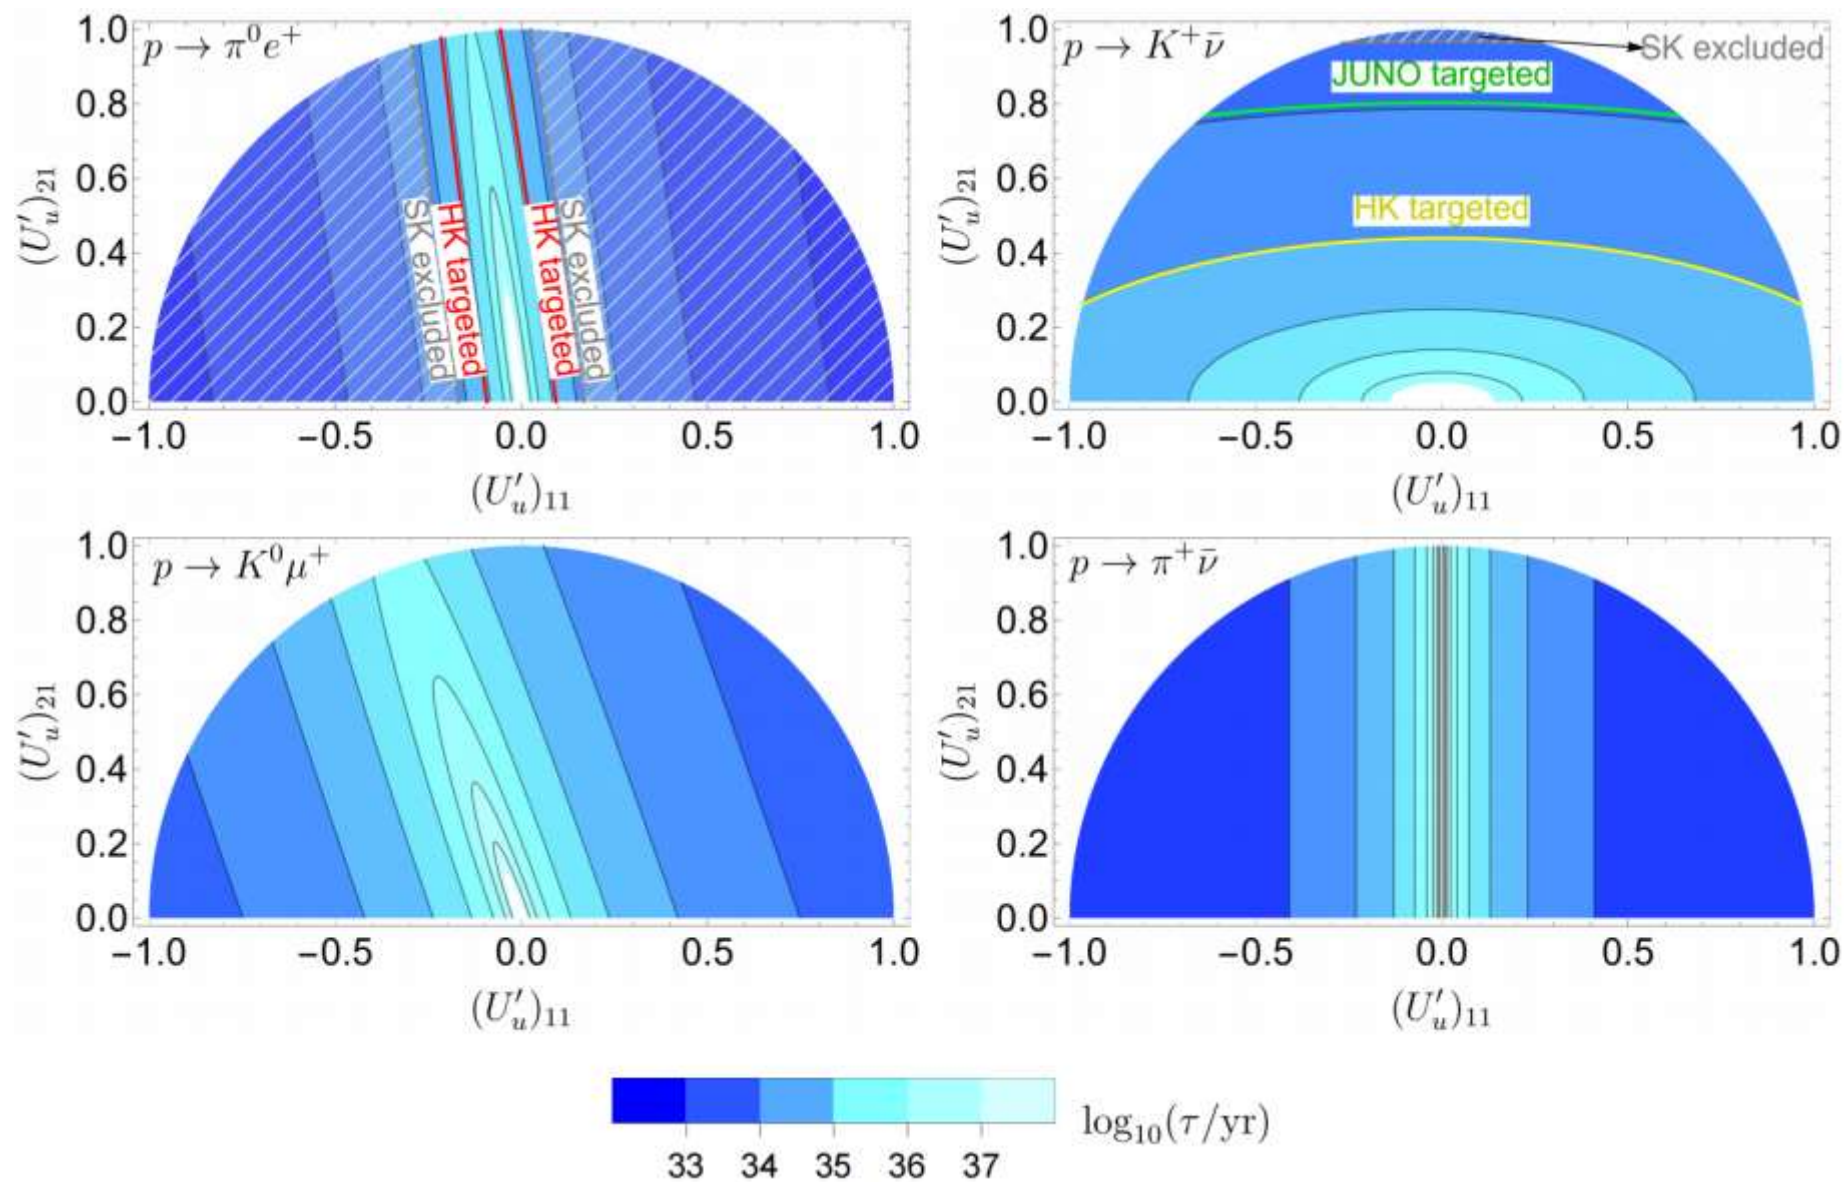 p → π⁰e⁺
SK excluded
HK targeted
HK targeted
SK excluded
(U′ᵤ)₂₁
1.0
0.8
0.6
0.4
0.2
0.0
−1.0 −0.5 0.0 0.5 1.0
(U′ᵤ)₁₁
p → K⁺ν̄
SK excluded
JUNO targeted
HK targeted
(U′ᵤ)₂₁
1.0
0.8
0.6
0.4
0.2
0.0
−1.0 −0.5 0.0 0.5 1.0
(U′ᵤ)₁₁
p → K⁰μ⁺
(U′ᵤ)₂₁
1.0
0.8
0.6
0.4
0.2
0.0
−1.0 −0.5 0.0 0.5 1.0
(U′ᵤ)₁₁
p → π⁺ν̄
(U′ᵤ)₂₁
1.0
0.8
0.6
0.4
0.2
0.0
−1.0 −0.5 0.0 0.5 1.0
(U′ᵤ)₁₁
33 34 35 36 37
log₁₀(τ/yr)